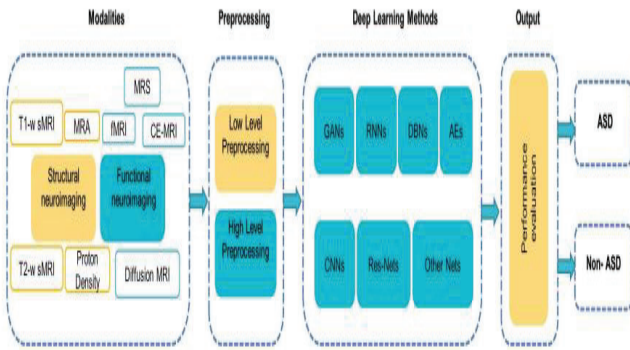 Modalities
Preprocessing
Deep Learning Methods
Output
MRS
T1-w sMRI
MRA
fMRI
CE-MRI
Structural
neuroimaging
Functional
neuroimaging
T2-w sMRI
Proton
Density
Diffusion MRI
Low Level
Preprocessing
High Level
Preprocessing
GANs
RNNs
DBNs
AEs
CNNs
Res-Nets
Other Nets
Performance
evaluation
ASD
Non- ASD